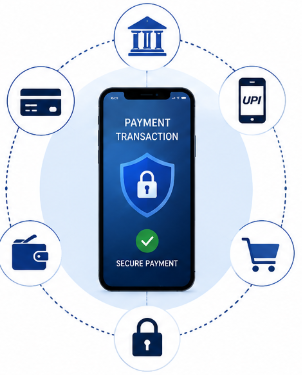 UPI
PAYMENT
TRANSACTION
SECURE PAYMENT